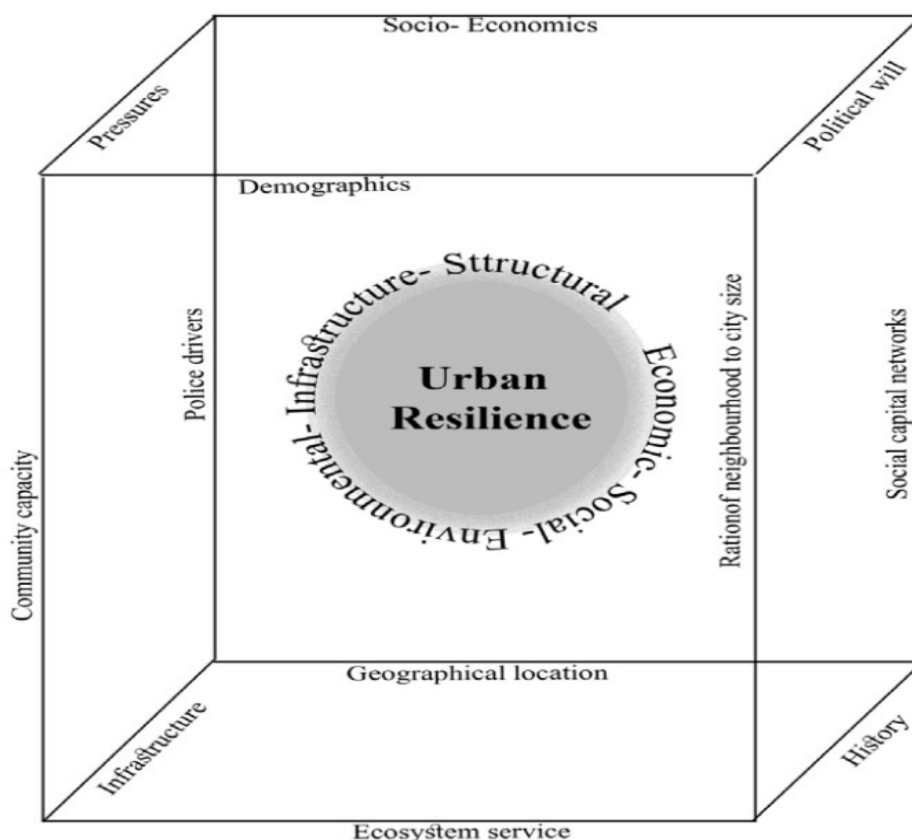 Socio- Economics
Pressures
Political will
Demographics
Infrastructure- Sttructural
Economic- Social- Environmental-
Urban
Resilience
Police drivers
Rationof neighbourhood to city size
Social capital networks
Community capacity
Geographical location
Infrastructure
History
Ecosystem service